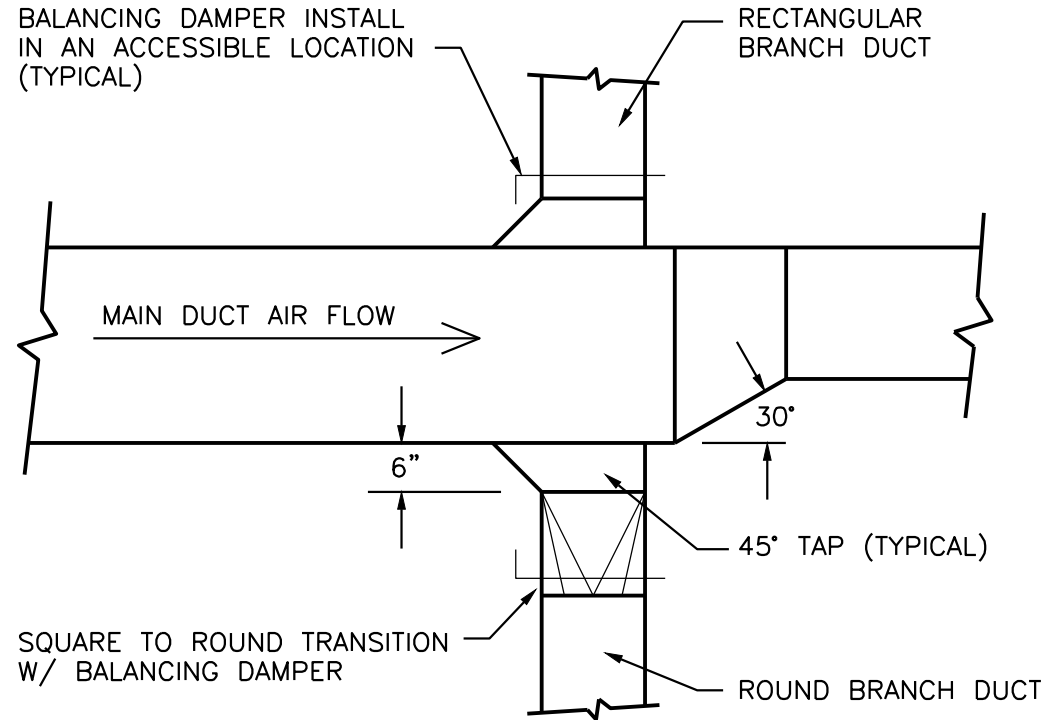 BALANCING DAMPER INSTALL
IN AN ACCESSIBLE LOCATION
(TYPICAL)
RECTANGULAR
BRANCH DUCT
MAIN DUCT AIR FLOW
30°
6"
45° TAP (TYPICAL)
SQUARE TO ROUND TRANSITION
W/ BALANCING DAMPER
ROUND BRANCH DUCT